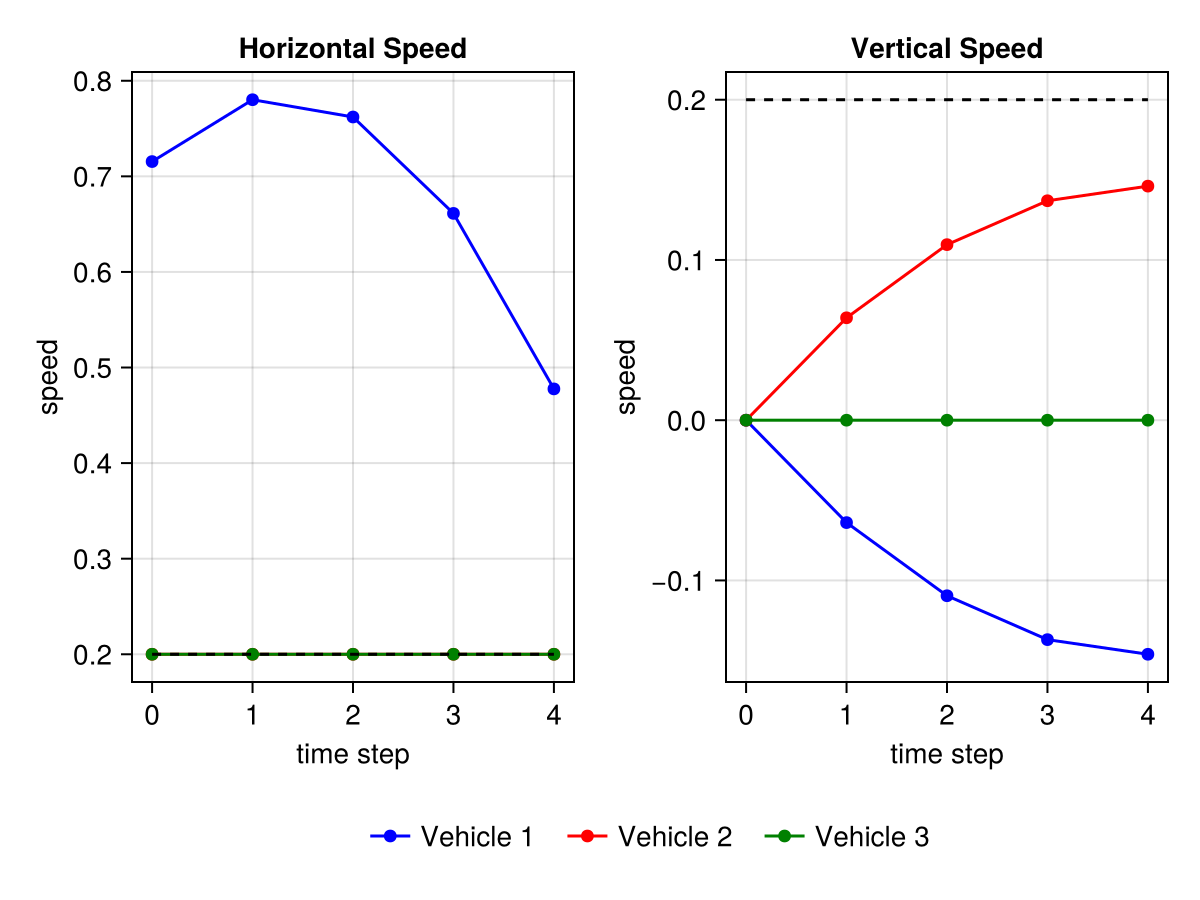 Horizontal Speed
0.8
0.7
0.6
0.5
0.4
0.3
0.2
speed
0 1 2 3 4
time step
Vertical Speed
0.2
0.1
0.0
−0.1
speed
0 1 2 3 4
time step
Vehicle 1 Vehicle 2 Vehicle 3